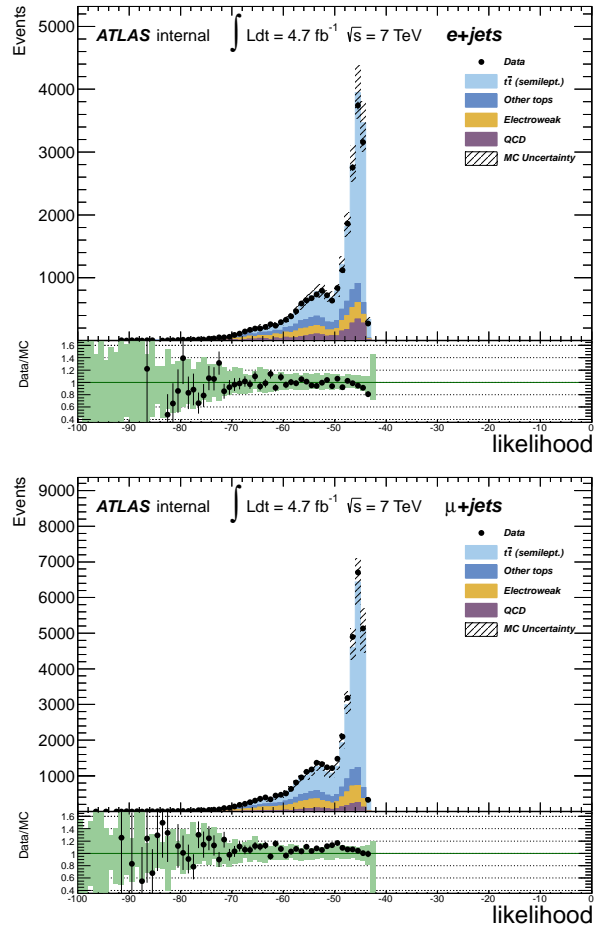 Events
5000
4000
3000
2000
1000
ATLAS internal ∫ Ldt = 4.7 fb⁻¹ √s = 7 TeV e+jets
Data
tt̄ (semilept.)
Other tops
Electroweak
QCD
MC Uncertainty
Data/MC
1.6
1.4
1.2
1
0.8
0.6
0.4
-100 -90 -80 -70 -60 -50 -40 -30 -20 -10 0
likelihood
Events
9000
8000
7000
6000
5000
4000
3000
2000
1000
ATLAS internal ∫ Ldt = 4.7 fb⁻¹ √s = 7 TeV μ+jets
Data
tt̄ (semilept.)
Other tops
Electroweak
QCD
MC Uncertainty
Data/MC
1.6
1.4
1.2
1
0.8
0.6
0.4
-100 -90 -80 -70 -60 -50 -40 -30 -20 -10 0
likelihood